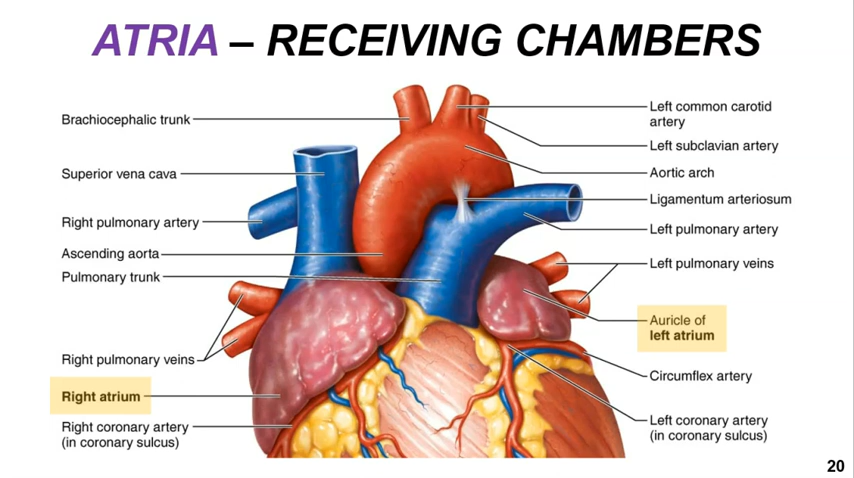 ATRIA – RECEIVING CHAMBERS
Brachiocephalic trunk
Superior vena cava
Right pulmonary artery
Ascending aorta
Pulmonary trunk
Right pulmonary veins
Right atrium
Right coronary artery
(in coronary sulcus)
Left common carotid
artery
Left subclavian artery
Aortic arch
Ligamentum arteriosum
Left pulmonary artery
Left pulmonary veins
Auricle of
left atrium
Circumflex artery
Left coronary artery
(in coronary sulcus)
20